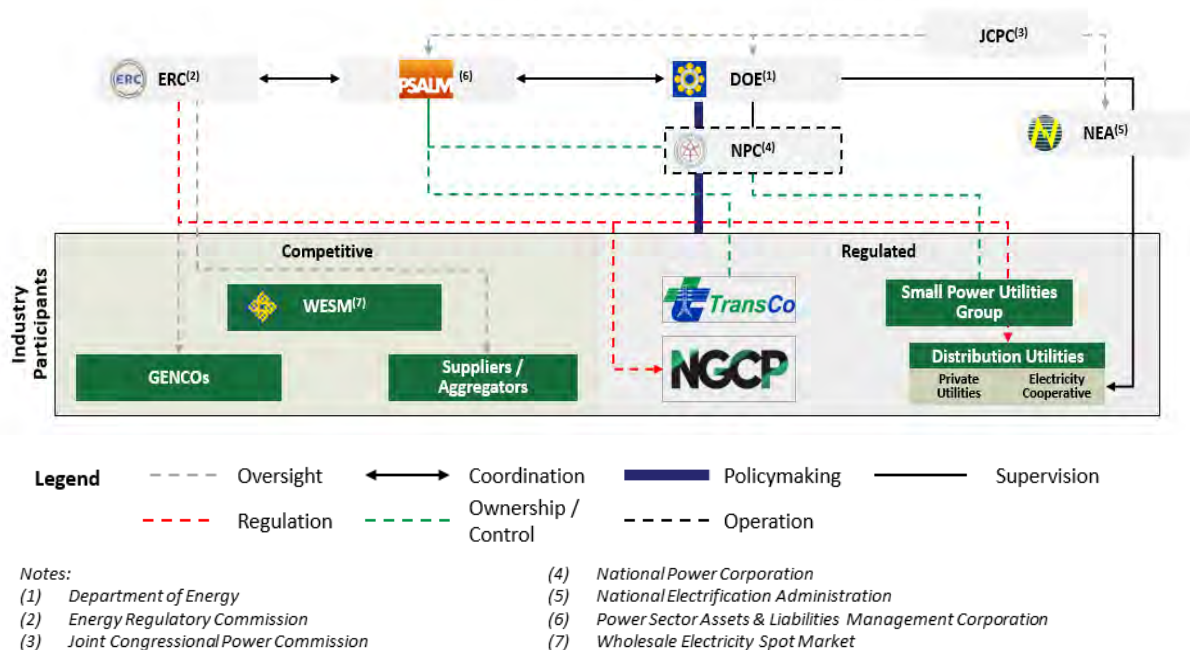 JCPC(3)
ERC ERC(2)
PSALM (6)
DOE(1)
NPC(4)
NEA(5)
Industry Participants
Competitive
Regulated
WESM(7)
TransCo
Small Power Utilities
Group
NGCP
GENCOs
Suppliers /
Aggregators
Distribution Utilities
Private
Utilities
Electricity
Cooperative
Legend
Oversight
Coordination
Policymaking
Supervision
Regulation
Ownership /
Control
Operation
Notes:
(1) Department of Energy
(2) Energy Regulatory Commission
(3) Joint Congressional Power Commission
(4) National Power Corporation
(5) National Electrification Administration
(6) Power Sector Assets & Liabilities Management Corporation
(7) Wholesale Electricity Spot Market